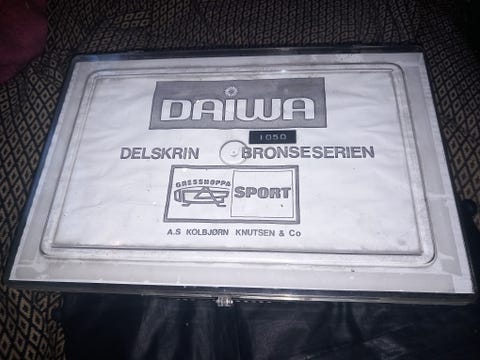 DAIWA
1050
DELSKRIN BRONSESERIEN
GRESSHOPPA
SPORT
A.S KOLBJØRN KNUTSEN & Co